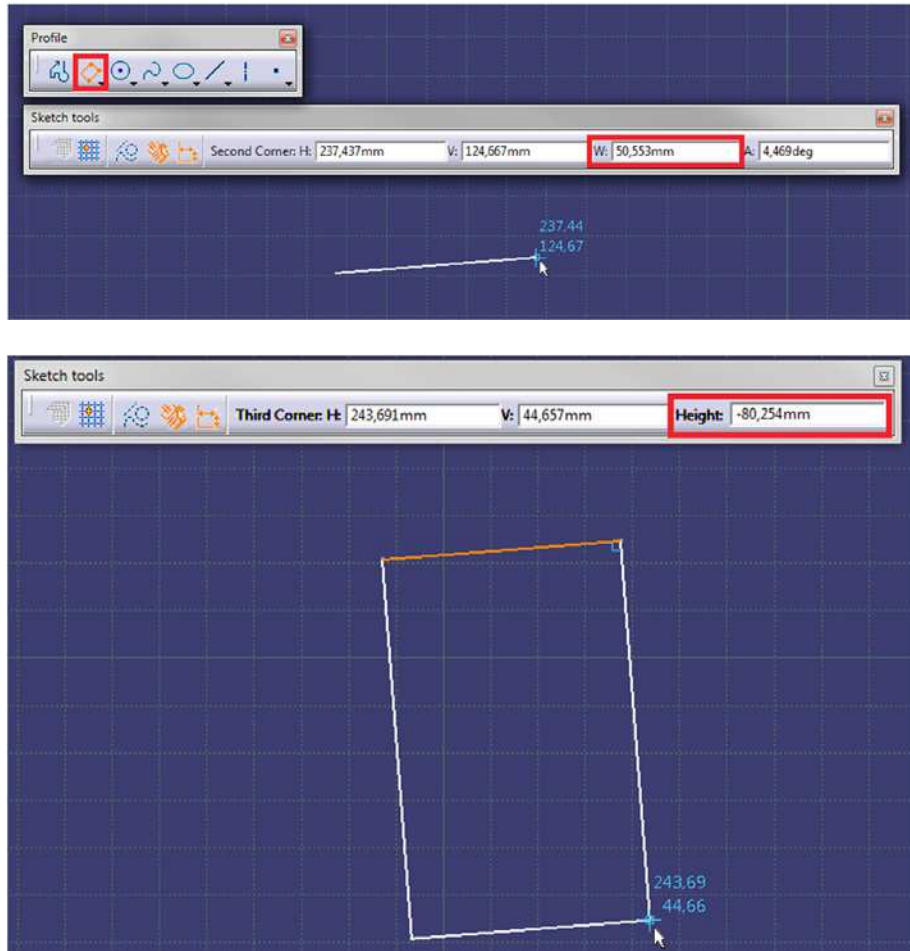 Profile
Sketch tools
Second Corner: H: 237,437mm V: 124,667mm W: 50,553mm A: 4,469deg
237,44
124,67
Sketch tools
Third Corner: H: 243,691mm V: 44,657mm Height: -80,254mm
243,69
44,66